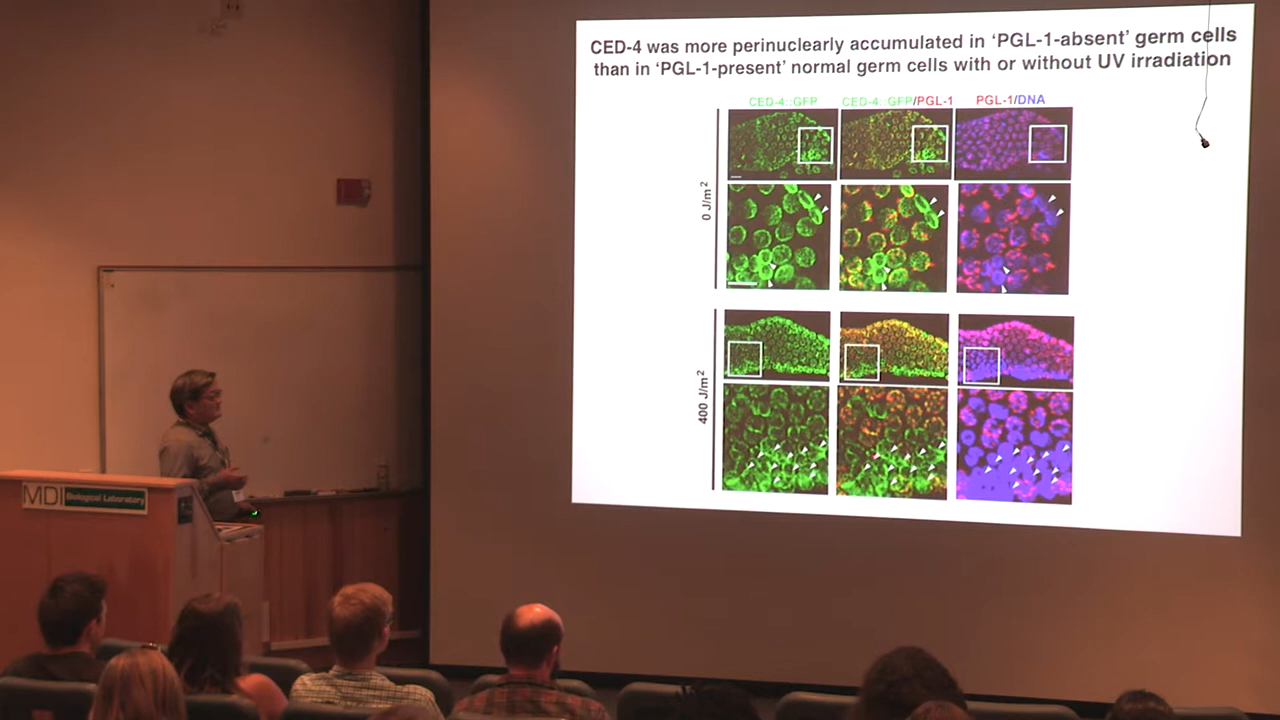 CED-4 was more perinuclearly accumulated in ‘PGL-1-absent’ germ cells
than in ‘PGL-1-present’ normal germ cells with or without UV irradiation
CED-4::GFP CED-4::GFP/PGL-1 PGL-1/DNA
0 J/m²
400 J/m²
MDI Biological Laboratory